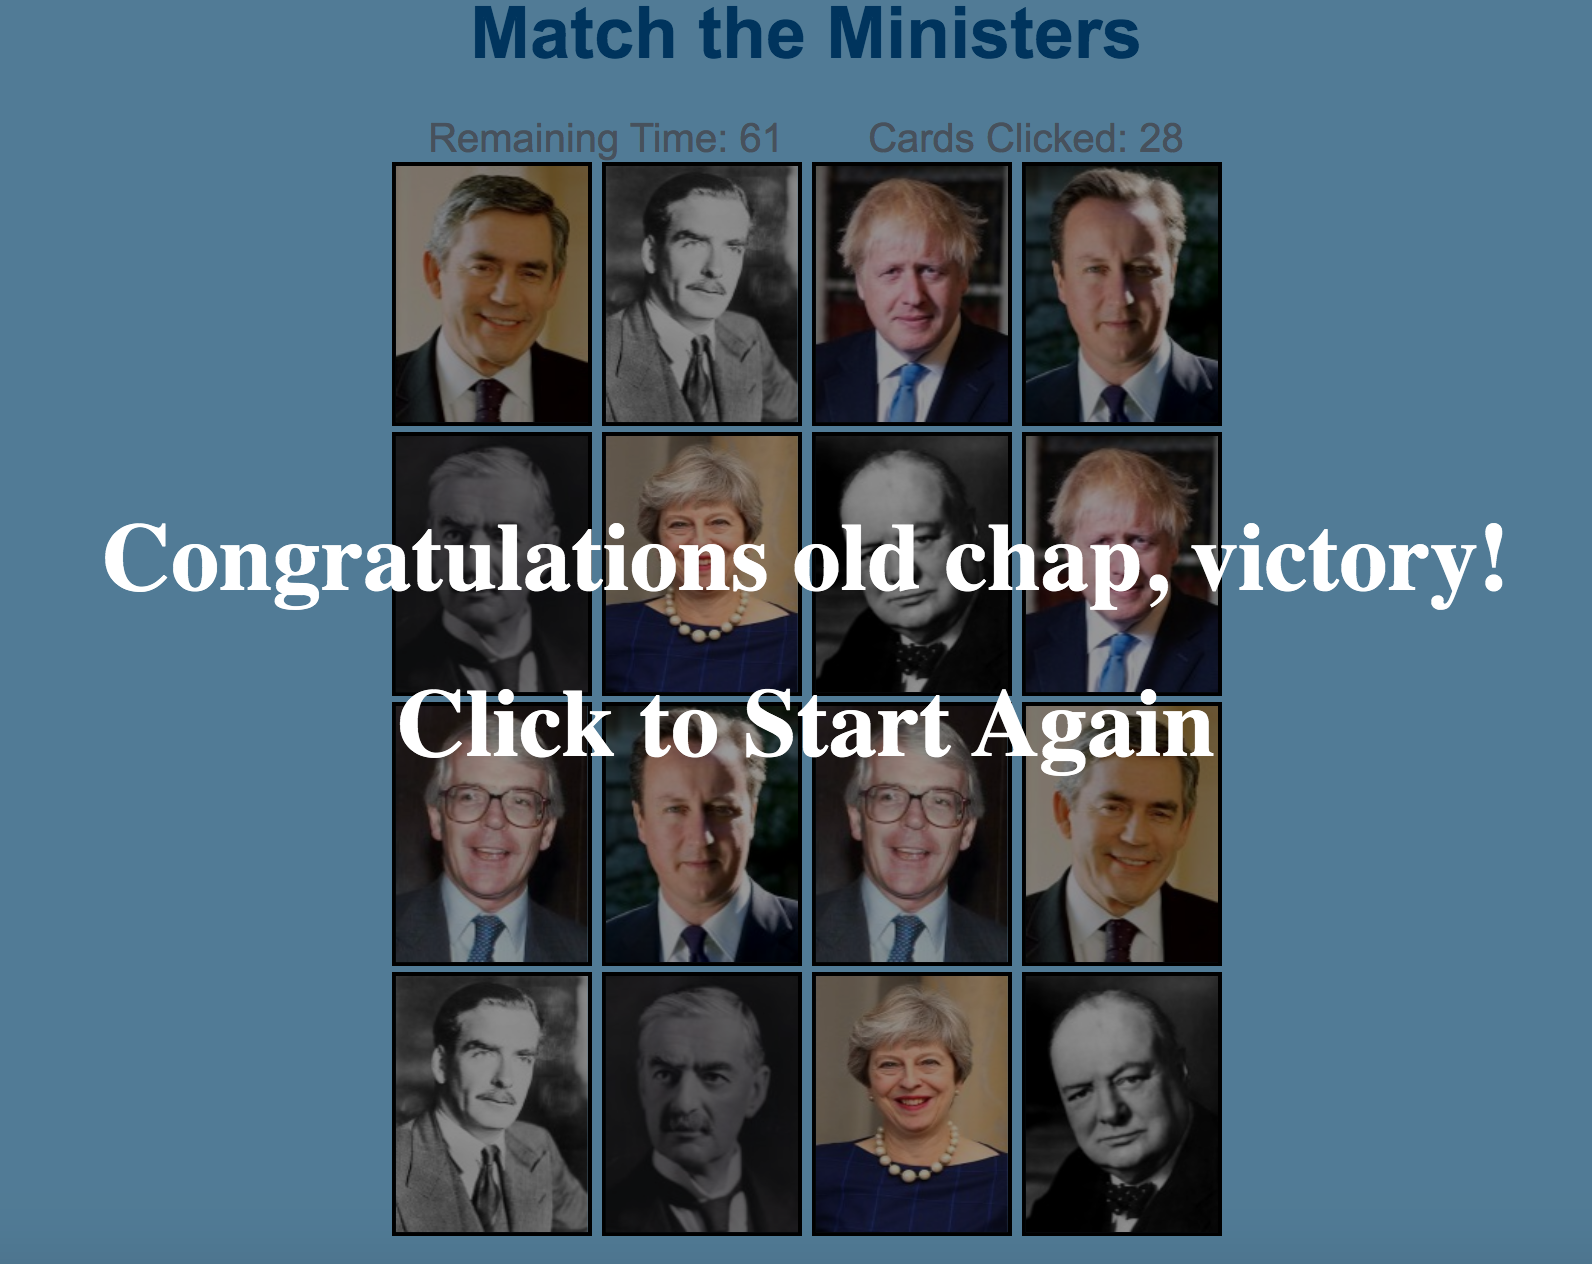 Match the Ministers
Remaining Time: 61 Cards Clicked: 28
Congratulations old chap, victory!
Click to Start Again